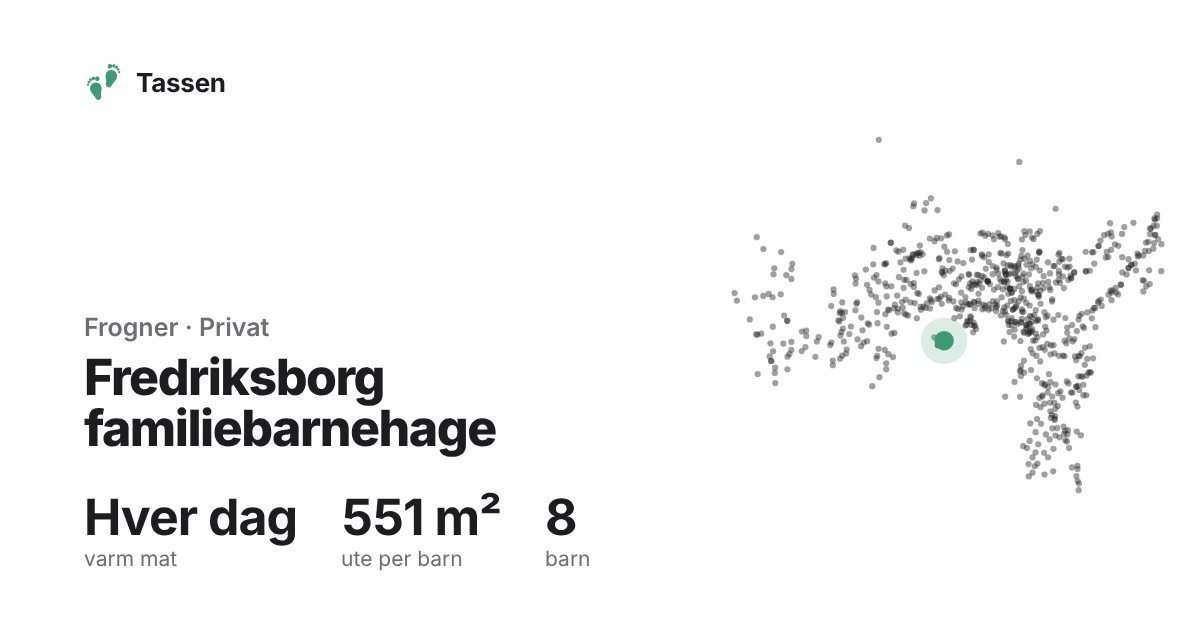 Tassen
Frogner · Privat
Fredriksborg
familiebarnehage
Hver dag
varm mat
551 m²
ute per barn
8
barn